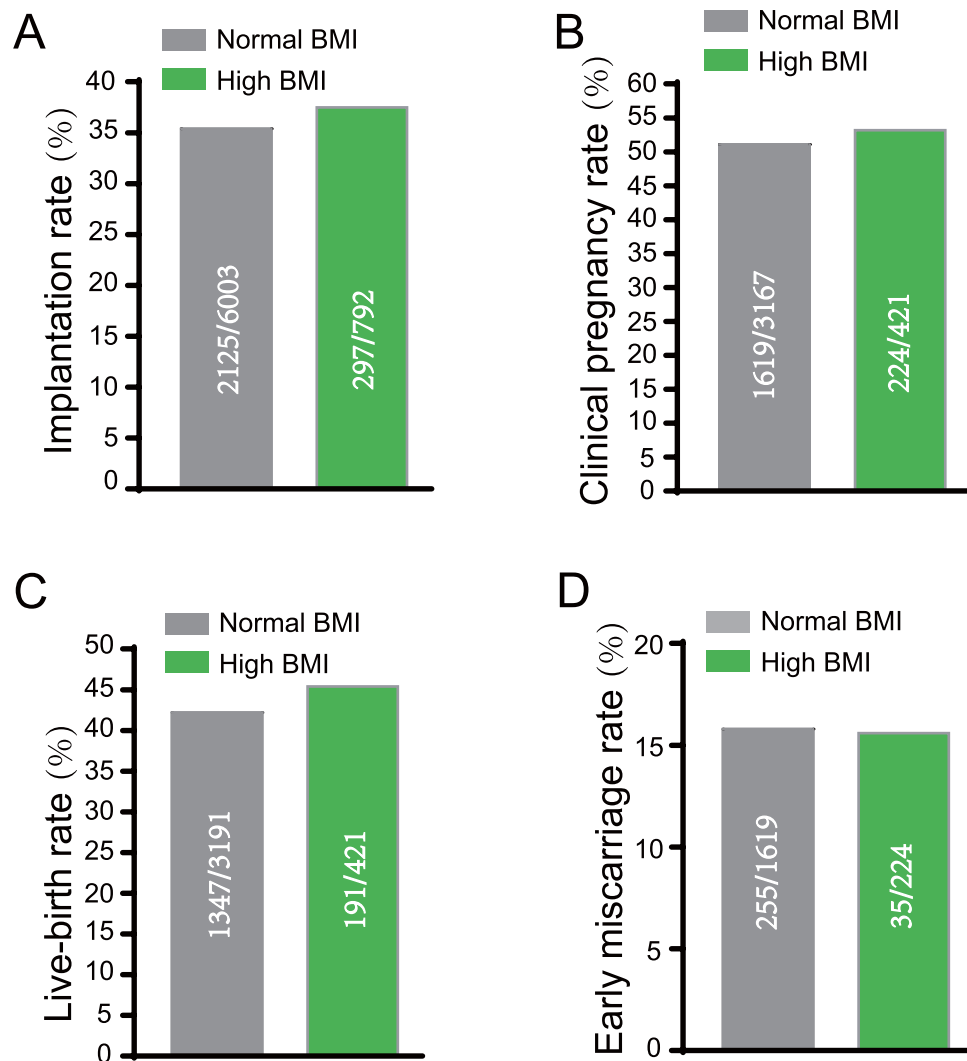 A
Normal BMI
High BMI
Implantation rate (%)
40
35
30
25
20
15
10
5
0
2125/6003
297/792
B
Normal BMI
High BMI
Clinical pregnancy rate (%)
60
55
50
45
40
35
30
25
20
15
10
5
0
1619/3167
224/421
C
Normal BMI
High BMI
Live-birth rate (%)
50
45
40
35
30
25
20
15
10
5
0
1347/3191
191/421
D
Normal BMI
High BMI
Early miscarriage rate (%)
20
15
10
5
0
255/1619
35/224